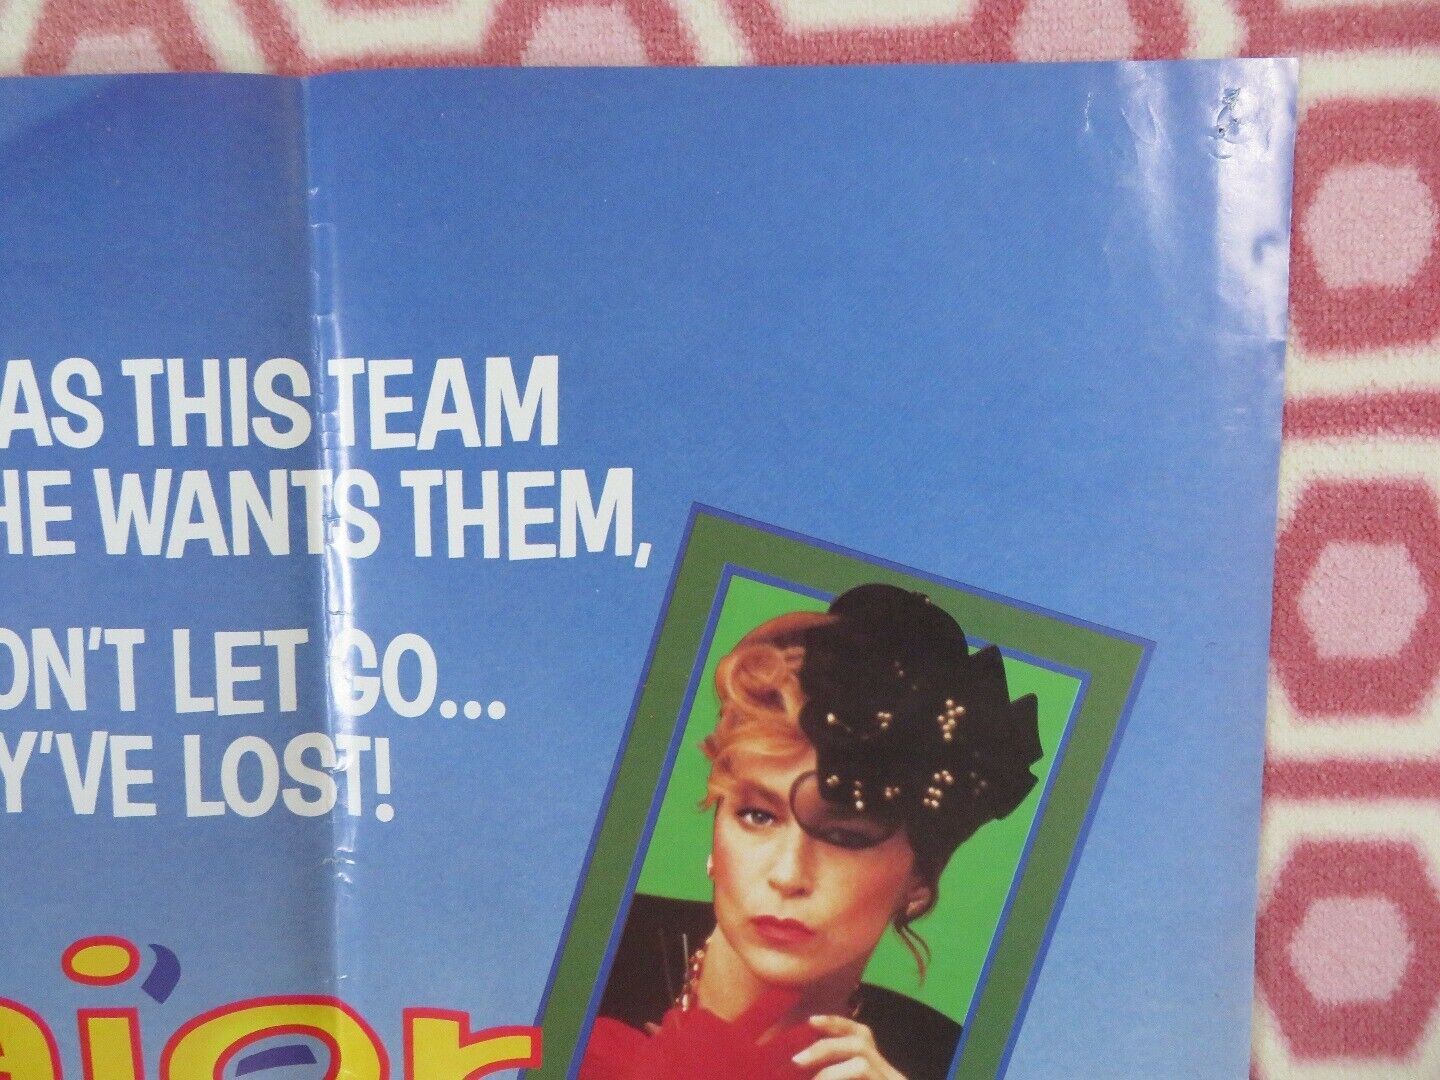 AS THIS TEAM
HE WANTS THEM,
ON'T LET GO...
Y'VE LOST!
ajor